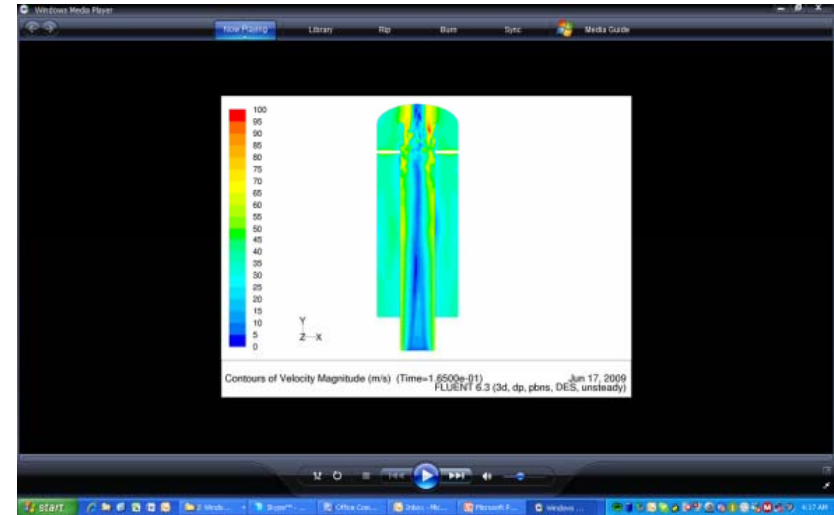 Windows Media Player
Now Playing Library Rip Burn Sync Media Guide
100
95
90
85
80
75
70
65
60
55
50
45
40
35
30
25
20
15
10
5
0
Y
Z X
Contours of Velocity Magnitude (m/s) (Time=1.6500e-01)
Jun 17, 2009
FLUENT 6.3 (3d, dp, pbns, DES, unsteady)
start
4:37 AM